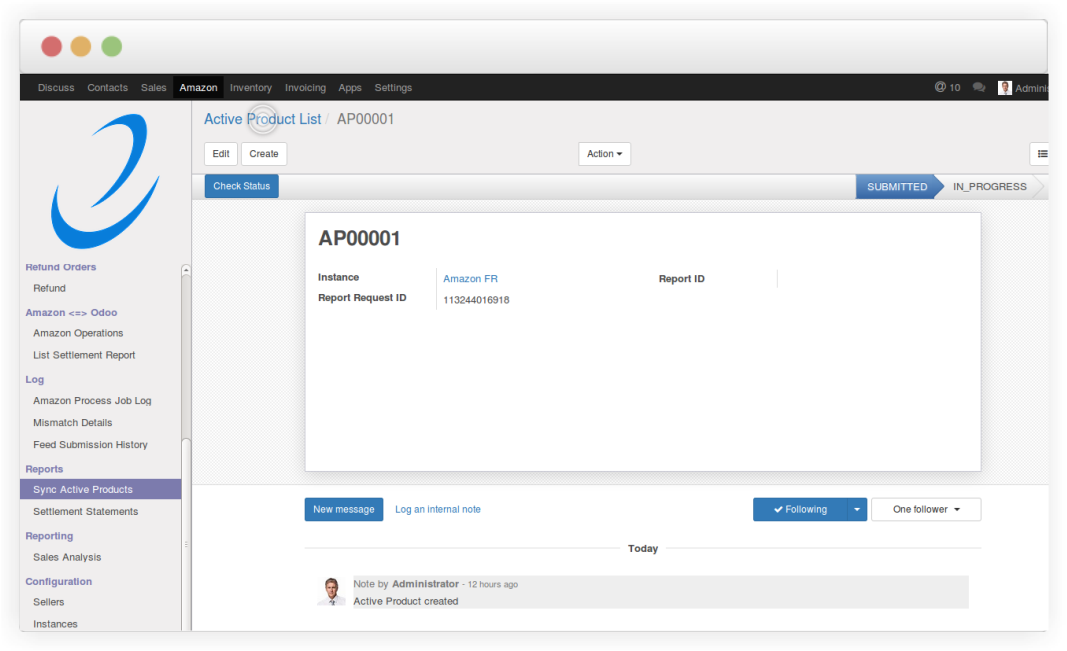 Discuss Contacts Sales Amazon Inventory Invoicing Apps Settings @ 10
Active Product List / AP00001
Edit Create Action
Check Status SUBMITTED IN_PROGRESS
AP00001
Instance Amazon FR Report ID
Report Request ID 113244016918
Refund Orders
Refund
Amazon <=> Odoo
Amazon Operations
List Settlement Report
Log
Amazon Process Job Log
Mismatch Details
Feed Submission History
Reports
Sync Active Products
Settlement Statements
Reporting
Sales Analysis
Configuration
Sellers
Instances
New message Log an internal note Following One follower
Today
Note by Administrator - 12 hours ago
Active Product created